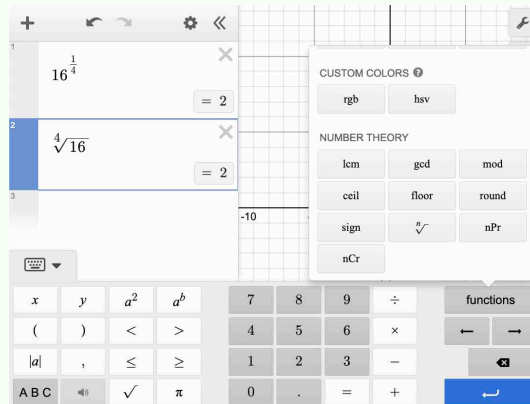 1
16^{\frac{1}{4}}
= 2
2
\sqrt[4]{16}
= 2
3
-10
CUSTOM COLORS ?
rgb hsv
NUMBER THEORY
lcm gcd mod
ceil floor round
sign ⁿ√ nPr
nCr
x y a² aᵇ 7 8 9 ÷ functions
( ) < > 4 5 6 × ← →
|a| , ≤ ≥ 1 2 3 −
A B C √ π 0 . = +